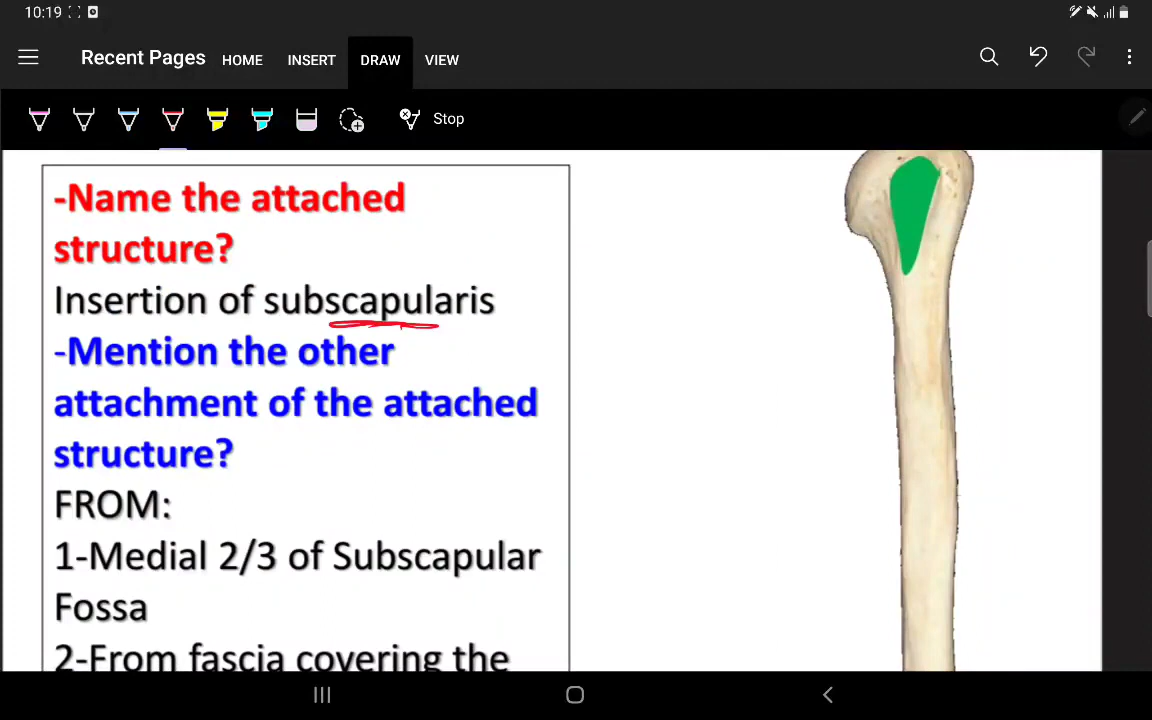 10:19
Recent Pages HOME INSERT DRAW VIEW
Stop
-Name the attached
structure?
Insertion of subscapularis
-Mention the other
attachment of the attached
structure?
FROM:
1-Medial 2/3 of Subscapular
Fossa
2-From fascia covering the